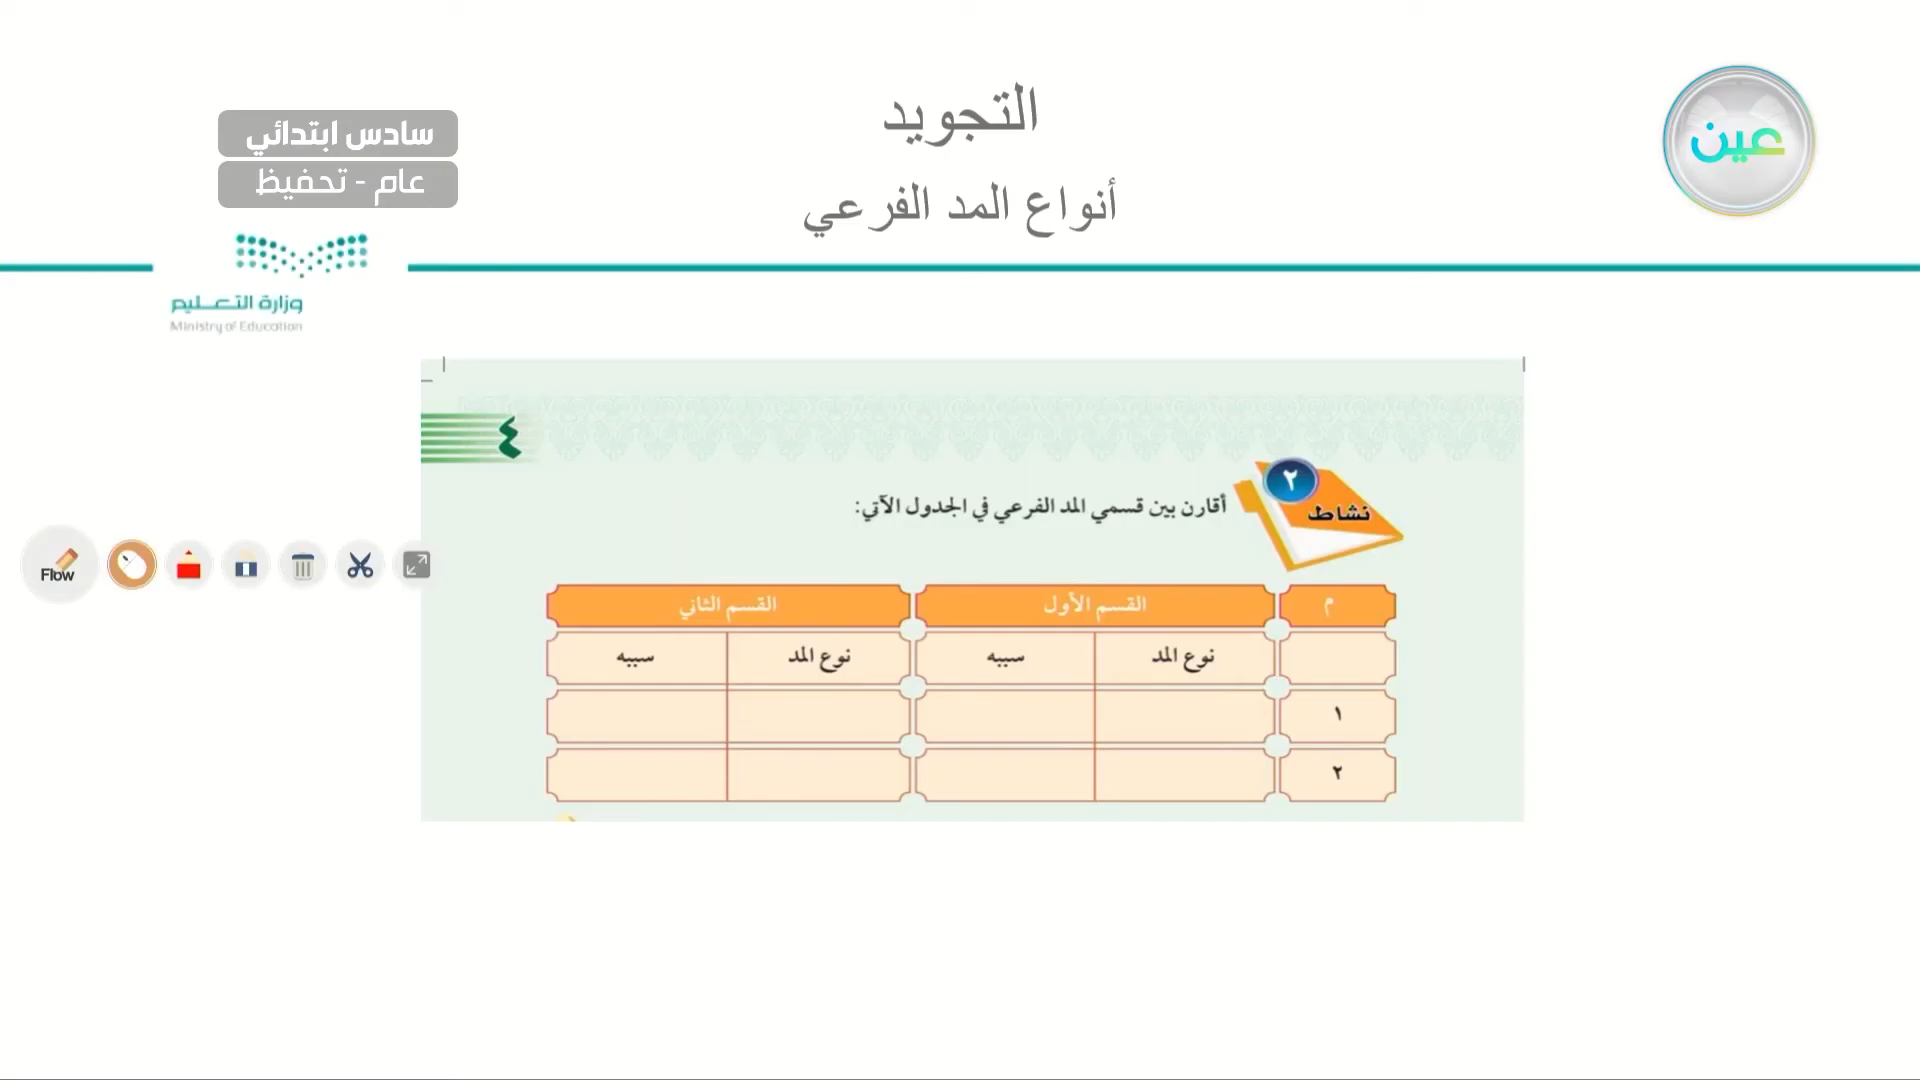 التجويد
أنواع المد الفرعي
سادس ابتدائي
عام - تحفيظ
عين
وزارة التعليم
Ministry of Education
٤
٢
نشاط
أقارن بين قسمي المد الفرعي في الجدول الآتي:
م القسم الأول القسم الثاني
نوع المد سببه نوع المد سببه
١
٢
Flow